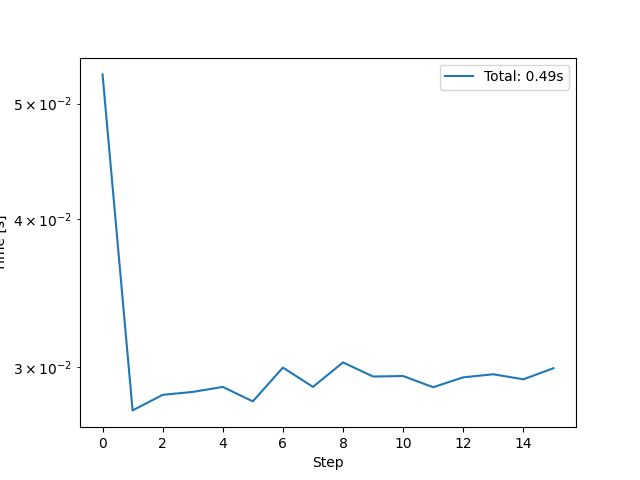 Total: 0.49s
5 × 10⁻²
4 × 10⁻²
3 × 10⁻²
[s]
0 2 4 6 8 10 12 14
Step